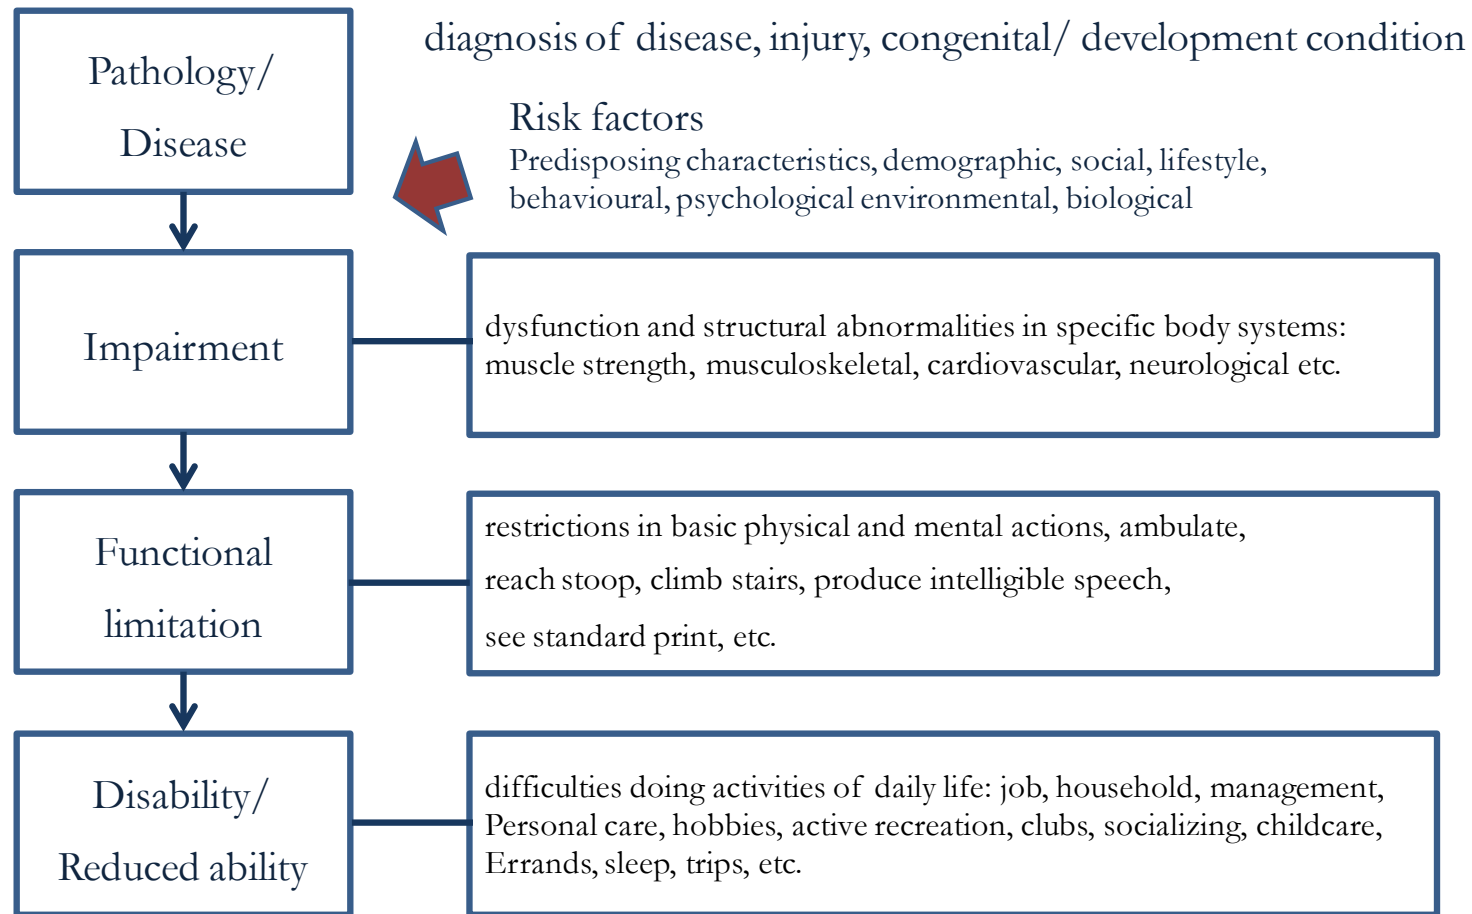 diagnosis of disease, injury, congenital/ development condition
Pathology/
Disease
Risk factors
Predisposing characteristics, demographic, social, lifestyle,
behavioural, psychological environmental, biological
Impairment
dysfunction and structural abnormalities in specific body systems:
muscle strength, musculoskeletal, cardiovascular, neurological etc.
Functional
limitation
restrictions in basic physical and mental actions, ambulate,
reach stoop, climb stairs, produce intelligible speech,
see standard print, etc.
Disability/
Reduced ability
difficulties doing activities of daily life: job, household, management,
Personal care, hobbies, active recreation, clubs, socializing, childcare,
Errands, sleep, trips, etc.